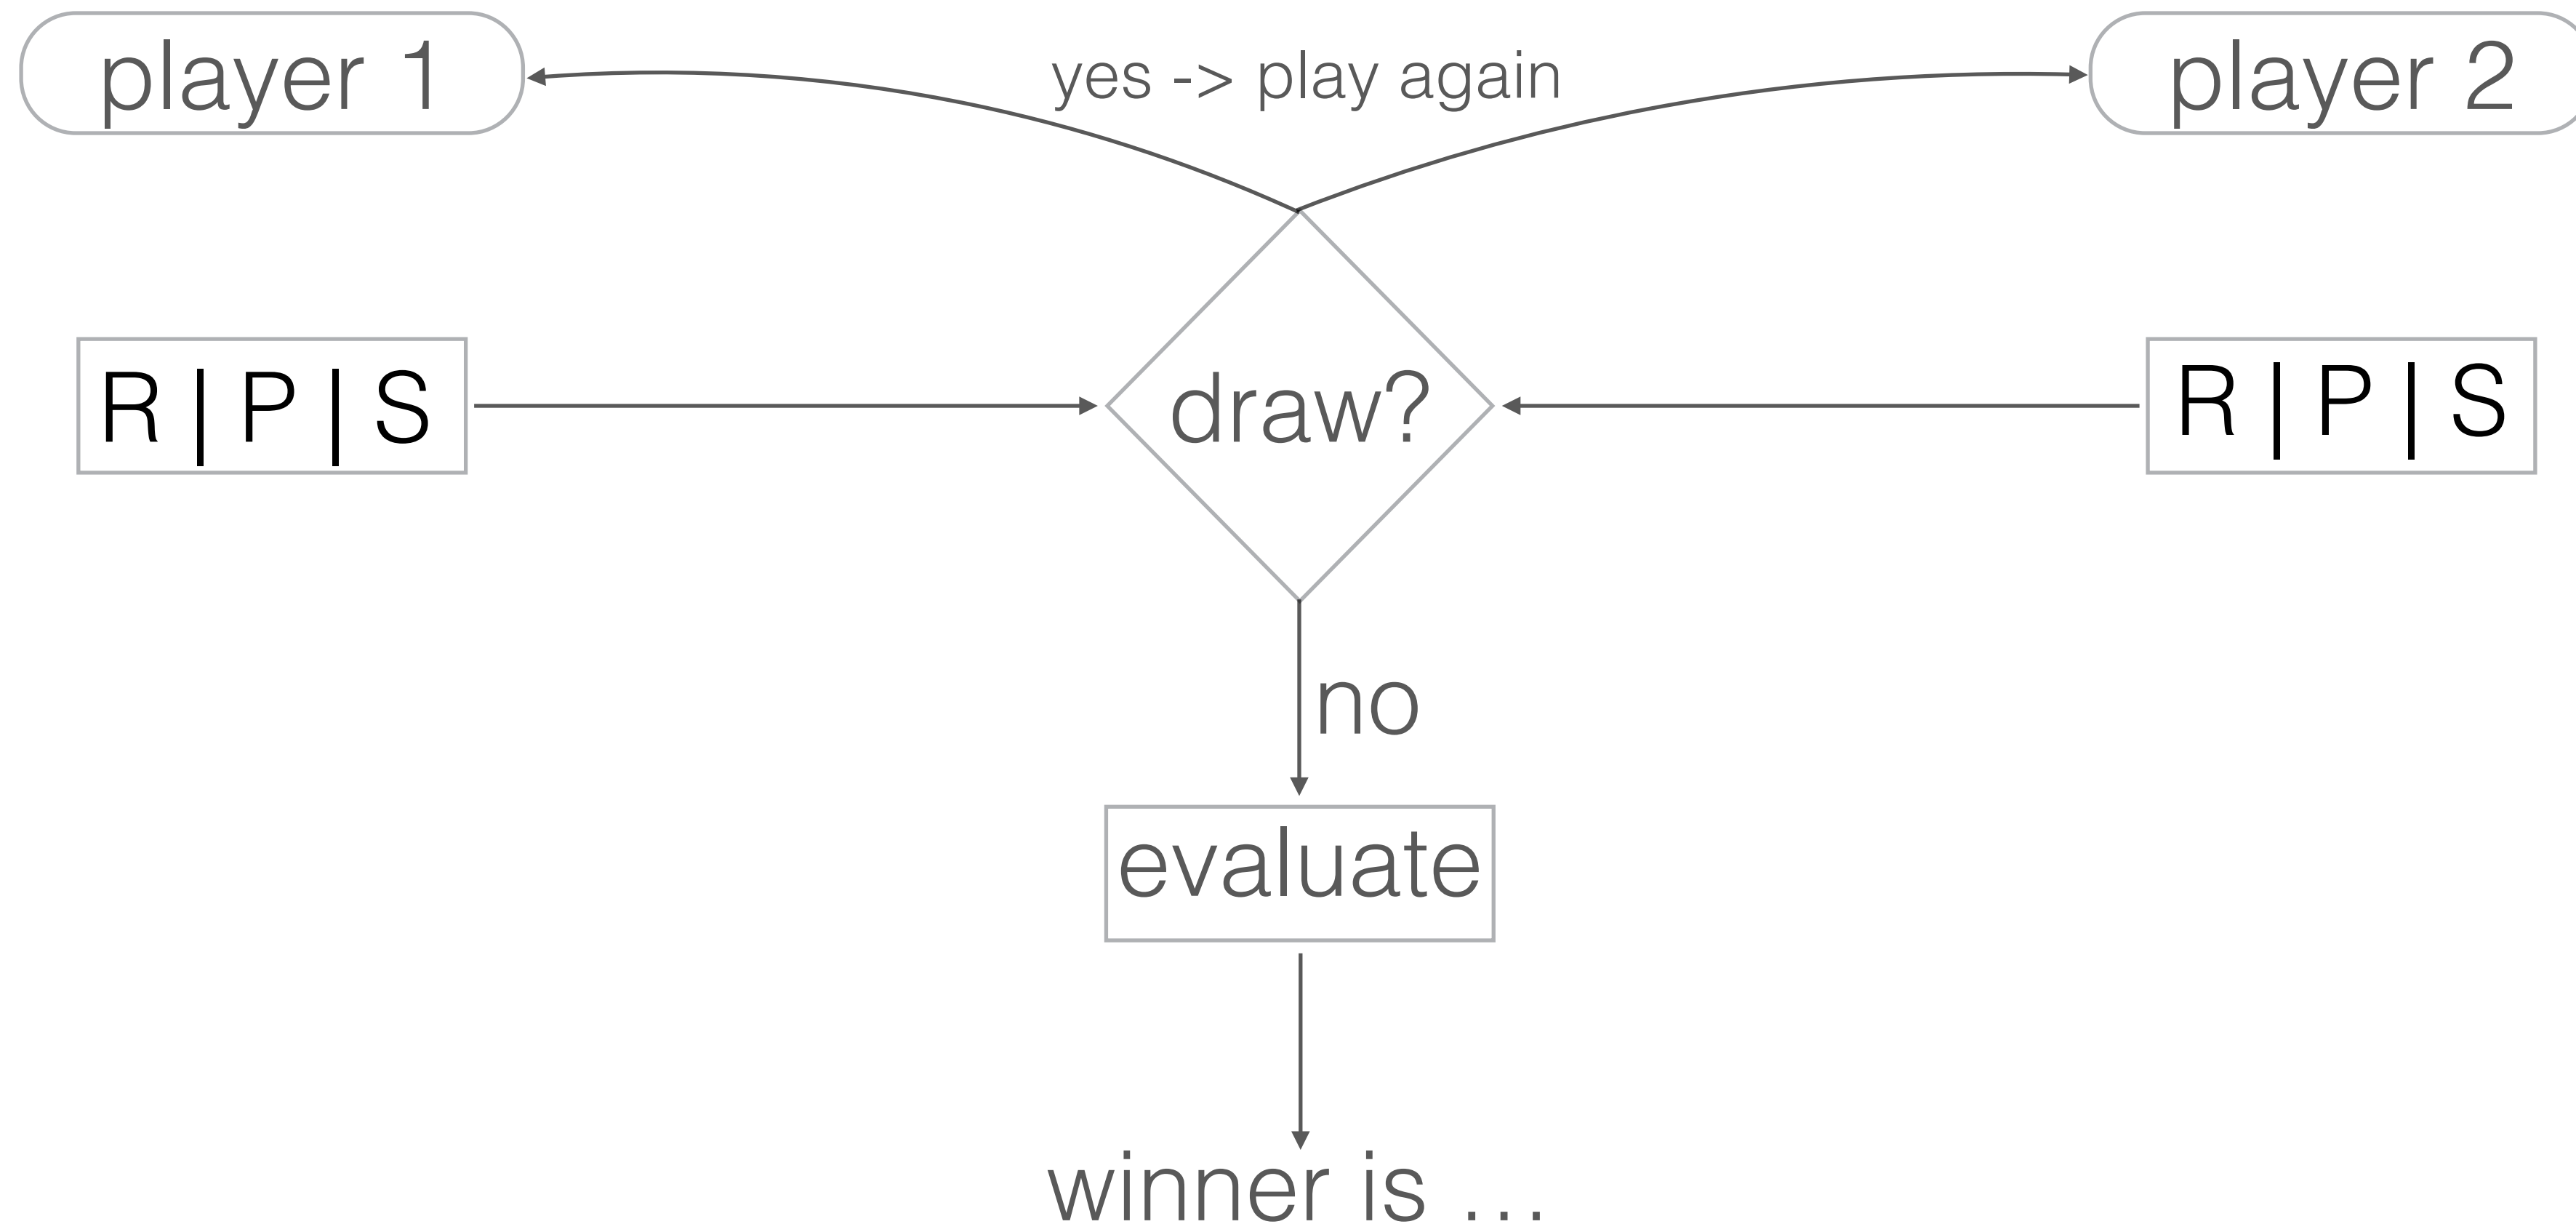 player 1
yes -> play again
player 2
R | P | S
draw?
R | P | S
no
evaluate
winner is …